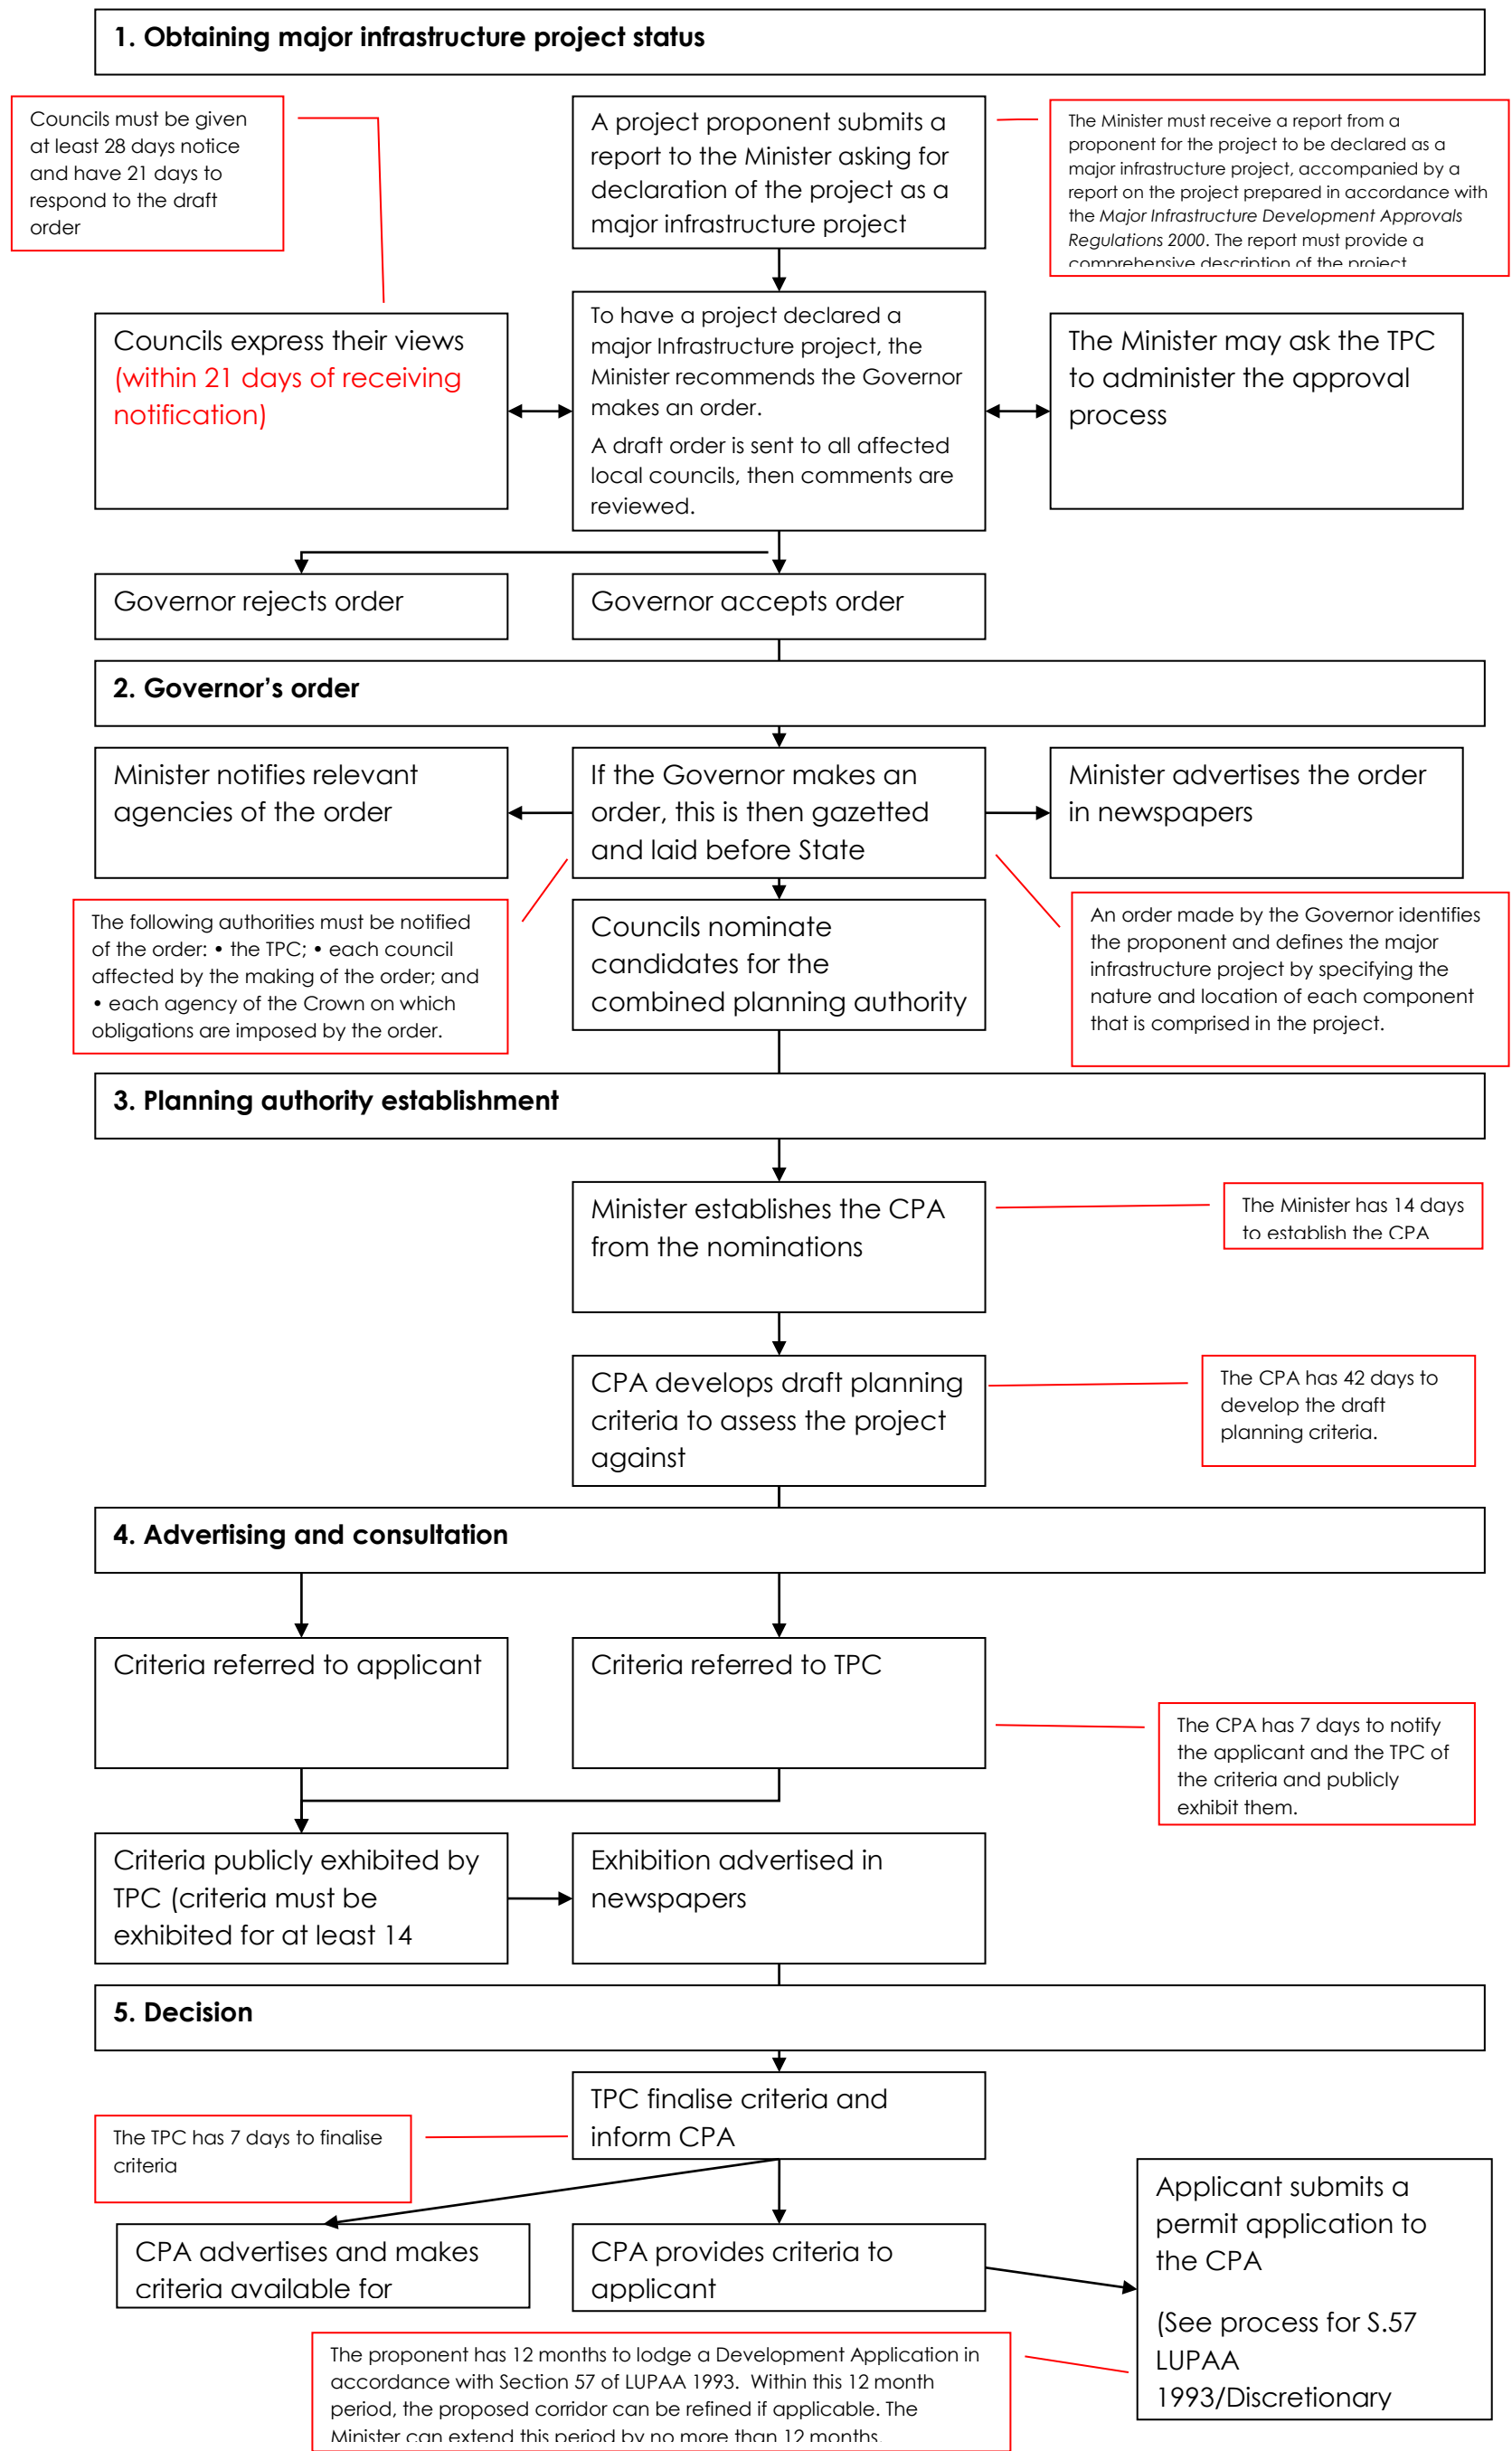 1. Obtaining major infrastructure project status
Councils must be given
at least 28 days notice
and have 21 days to
respond to the draft
order
A project proponent submits a
report to the Minister asking for
declaration of the project as a
major infrastructure project
The Minister must receive a report from a
proponent for the project to be declared as a
major infrastructure project, accompanied by a
report on the project prepared in accordance with
the Major Infrastructure Development Approvals
Regulations 2000. The report must provide a
comprehensive description of the project
Councils express their views
(within 21 days of receiving
notification)
To have a project declared a
major Infrastructure project, the
Minister recommends the Governor
makes an order.
A draft order is sent to all affected
local councils, then comments are
reviewed.
The Minister may ask the TPC
to administer the approval
process
Governor rejects order
Governor accepts order
2. Governor’s order
Minister notifies relevant
agencies of the order
If the Governor makes an
order, this is then gazetted
and laid before State
Minister advertises the order
in newspapers
The following authorities must be notified
of the order: • the TPC; • each council
affected by the making of the order; and
• each agency of the Crown on which
obligations are imposed by the order.
Councils nominate
candidates for the
combined planning authority
An order made by the Governor identifies
the proponent and defines the major
infrastructure project by specifying the
nature and location of each component
that is comprised in the project.
3. Planning authority establishment
Minister establishes the CPA
from the nominations
The Minister has 14 days
to establish the CPA
CPA develops draft planning
criteria to assess the project
against
The CPA has 42 days to
develop the draft
planning criteria.
4. Advertising and consultation
Criteria referred to applicant
Criteria referred to TPC
The CPA has 7 days to notify
the applicant and the TPC of
the criteria and publicly
exhibit them.
Criteria publicly exhibited by
TPC (criteria must be
exhibited for at least 14
Exhibition advertised in
newspapers
5. Decision
TPC finalise criteria and
inform CPA
The TPC has 7 days to finalise
criteria
CPA advertises and makes
criteria available for
CPA provides criteria to
applicant
Applicant submits a
permit application to
the CPA
(See process for S.57
LUPAA
1993/Discretionary
The proponent has 12 months to lodge a Development Application in
accordance with Section 57 of LUPAA 1993.  Within this 12 month
period, the proposed corridor can be refined if applicable. The
Minister can extend this period by no more than 12 months.